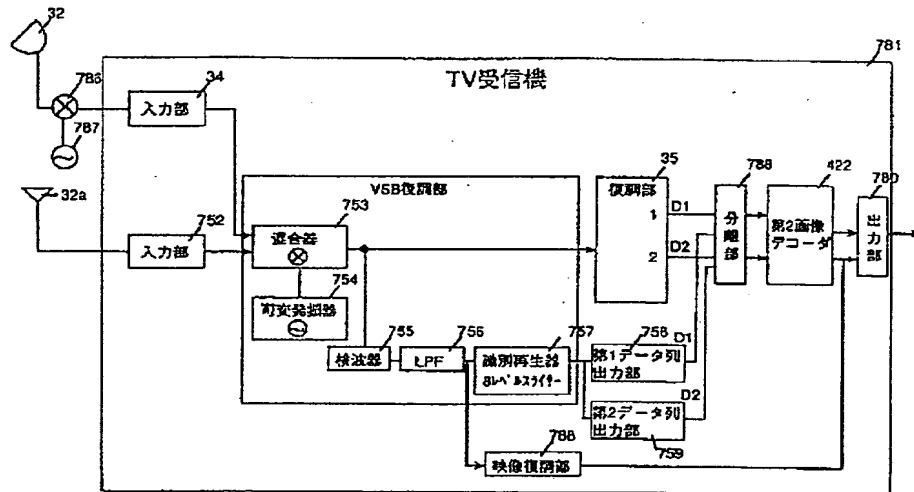 32
781
786
34
TV受信機
入力部
787
35
788
422
780
32a
VSB復調部
復調部
752
753
1
D1
分離部
第2画像
デコーダ
出力部
入力部
混合器
2
D2
754
可変発振器
755
756
757
758
D1
検波器
LPF
識別再生器
8レベルスライサー
第1データ列
出力部
D2
第2データ列
出力部
788
759
映像復調部